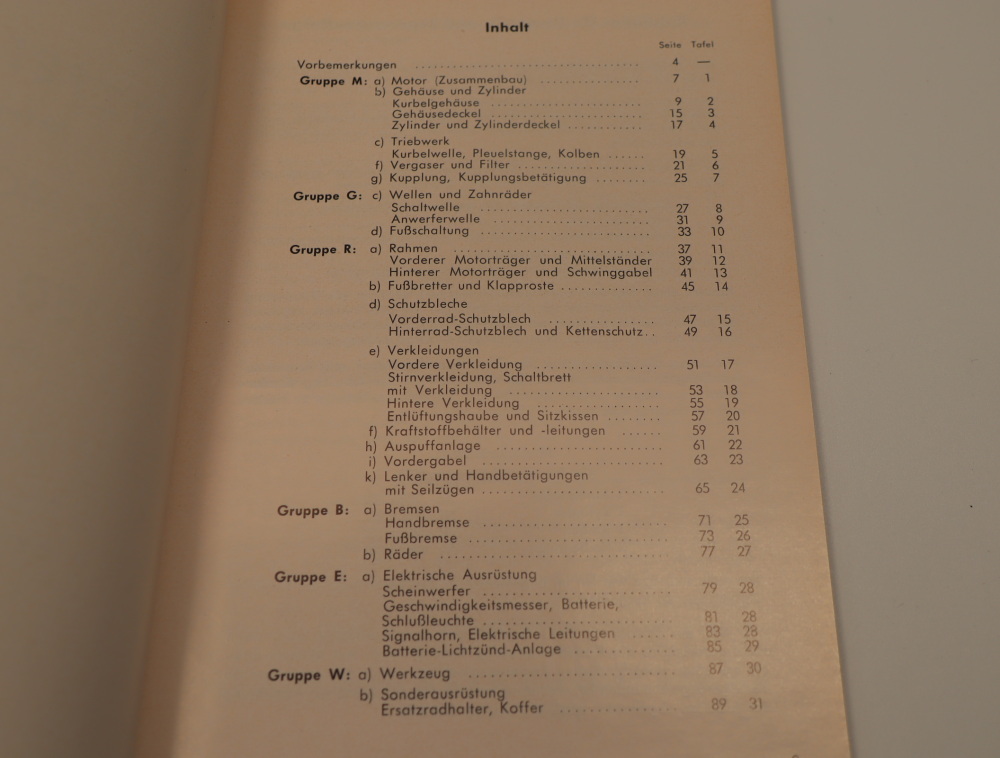 Inhalt
Seite Tafel
Vorbemerkungen ........ 4 —
Gruppe M: a) Motor (Zusammenbau) ........ 7 1
b) Gehäuse und Zylinder
Kurbelgehäuse ........ 9 2
Gehäusedeckel ........ 15 3
Zylinder und Zylinderdeckel ........ 17 4
c) Triebwerk
Kurbelwelle, Pleuelstange, Kolben ...... 19 5
f) Vergaser und Filter ........ 21 6
g) Kupplung, Kupplungsbetätigung ........ 25 7
Gruppe G: c) Wellen und Zahnräder
Schaltwelle ........ 27 8
Anwerferwelle ........ 31 9
d) Fußschaltung ........ 33 10
Gruppe R: a) Rahmen ........ 37 11
Vorderer Motorträger und Mittelständer 39 12
Hinterer Motorträger und Schwinggabel 41 13
b) Fußbretter und Klapproste ........ 45 14
d) Schutzbleche
Vorderrad-Schutzblech ........ 47 15
Hinterrad-Schutzblech und Kettenschutz.. 49 16
e) Verkleidungen
Vordere Verkleidung ........ 51 17
Stirnverkleidung, Schaltbrett
mit Verkleidung ........ 53 18
Hintere Verkleidung ........ 55 19
Entlüftungshaube und Sitzkissen ........ 57 20
f) Kraftstoffbehälter und -leitungen ...... 59 21
h) Auspuffanlage ........ 61 22
i) Vordergabel ........ 63 23
k) Lenker und Handbetätigungen
mit Seilzügen ........ 65 24
Gruppe B: a) Bremsen
Handbremse ........ 71 25
Fußbremse ........ 73 26
b) Räder ........ 77 27
Gruppe E: a) Elektrische Ausrüstung
Scheinwerfer ........ 79 28
Geschwindigkeitsmesser, Batterie,
Schlußleuchte ........ 81 28
Signalhorn, Elektrische Leitungen ...... 83 28
Batterie-Lichtzünd-Anlage ........ 85 29
Gruppe W: a) Werkzeug ........ 87 30
b) Sonderausrüstung
Ersatzradhalter, Koffer ........ 89 31